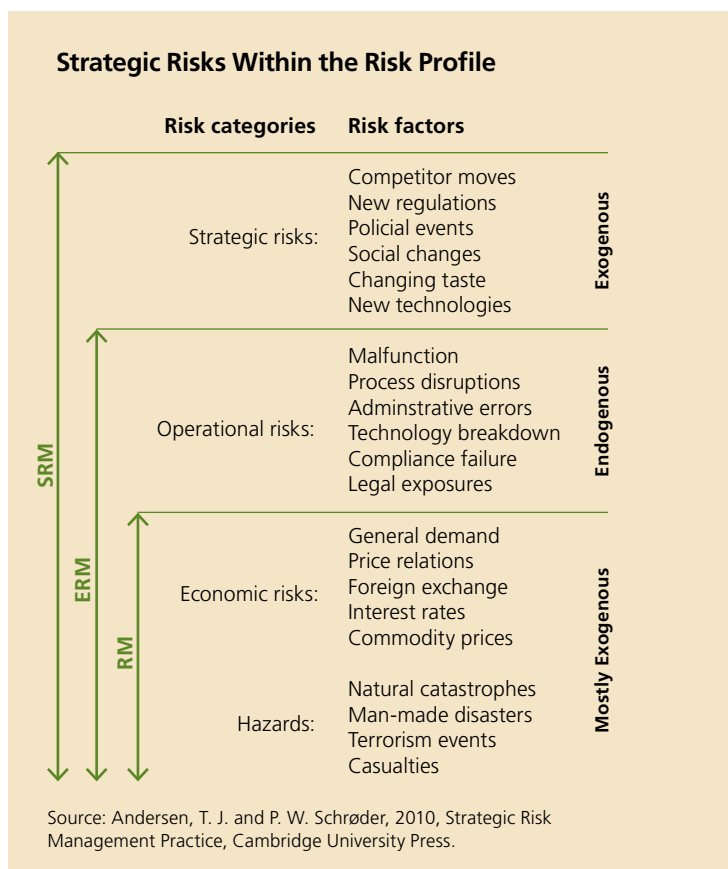 Strategic Risks Within the Risk Profile
Risk categories Risk factors
Strategic risks:
Competitor moves
New regulations
Policial events
Social changes
Changing taste
New technologies
Exogenous
Operational risks:
Malfunction
Process disruptions
Adminstrative errors
Technology breakdown
Compliance failure
Legal exposures
Endogenous
Economic risks:
General demand
Price relations
Foreign exchange
Interest rates
Commodity prices
Hazards:
Natural catastrophes
Man-made disasters
Terrorism events
Casualties
Mostly Exogenous
SRM
ERM
RM
Source: Andersen, T. J. and P. W. Schrøder, 2010, Strategic Risk
Management Practice, Cambridge University Press.